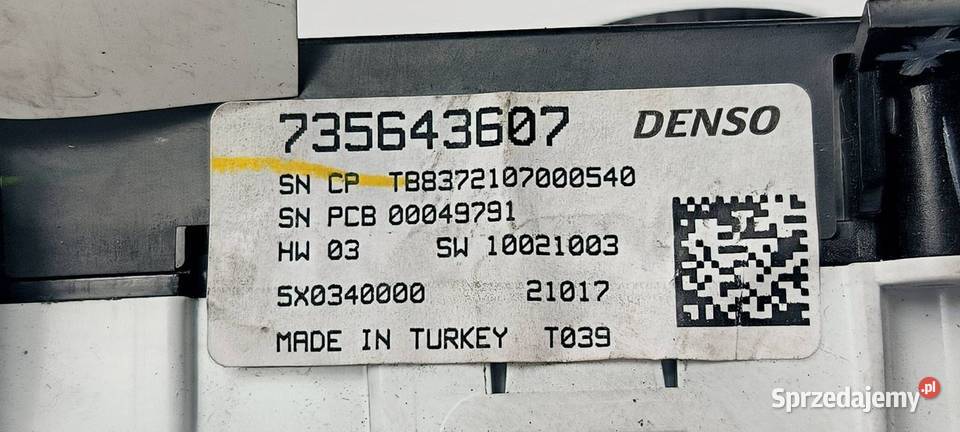 735643607 DENSO
SN CP TB8372107000540
SN PCB 00049791
HW 03 SW 10021003
5X0340000 21017
MADE IN TURKEY T039
Sprzedajemy.pl